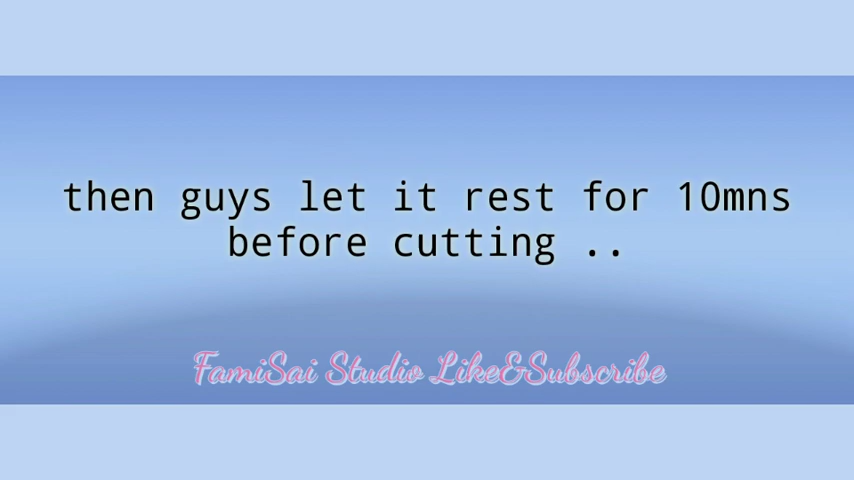 then guys let it rest for 10mns
before cutting ..
FamiSai Studio Like&Subscribe